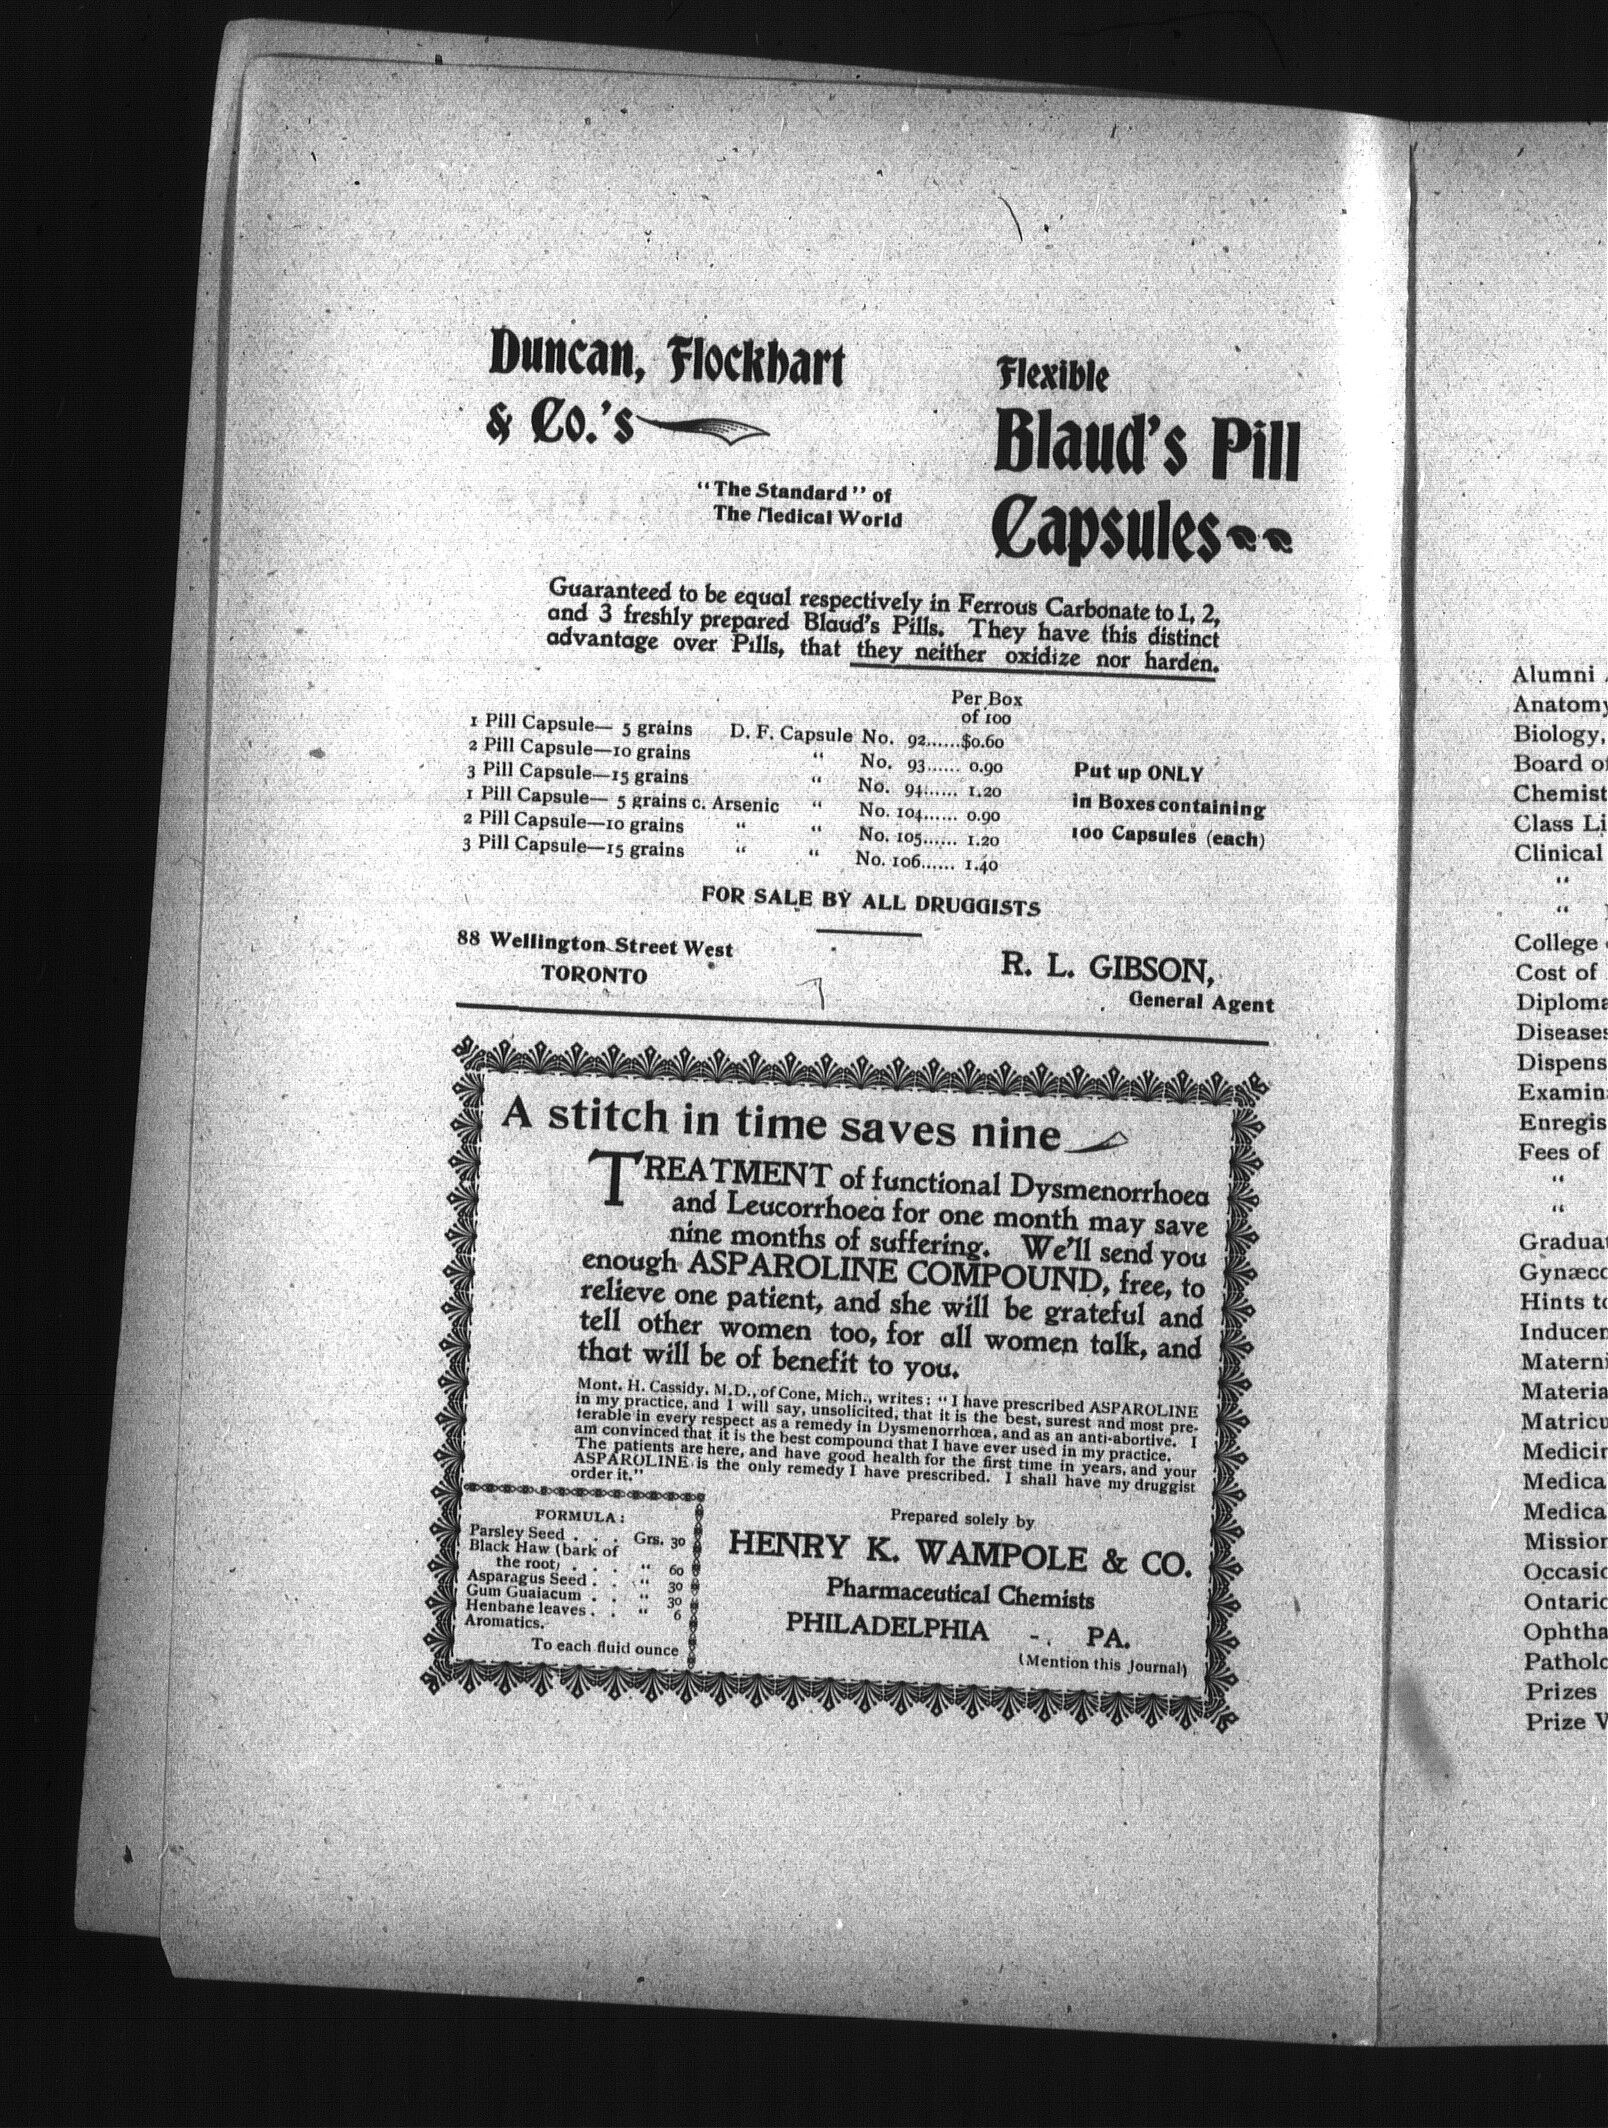 Duncan, Flockhart
& Co.'s
"The Standard" of
The Medical World
Flexible
Blaud's Pill
Capsules
Guaranteed to be equal respectively in Ferrous Carbonate to 1, 2,
and 3 freshly prepared Blaud's Pills. They have this distinct
advantage over Pills, that they neither oxidize nor harden.
Per Box
of 100
1 Pill Capsule— 5 grains D. F. Capsule No. 92......$0.60
2 Pill Capsule—10 grains " No. 93...... 0.90
3 Pill Capsule—15 grains " No. 94...... 1.20
1 Pill Capsule— 5 grains c. Arsenic " No. 104...... 0.90
2 Pill Capsule—10 grains " " No. 105...... 1.20
3 Pill Capsule—15 grains " " No. 106...... 1.40
Put up ONLY
in Boxes containing
100 Capsules (each)
FOR SALE BY ALL DRUGGISTS
88 Wellington Street West
TORONTO
R. L. GIBSON,
General Agent
A stitch in time saves nine
TREATMENT of functional Dysmenorrhoea
and Leucorrhoea for one month may save
nine months of suffering. We'll send you
enough ASPAROLINE COMPOUND, free, to
relieve one patient, and she will be grateful and
tell other women too, for all women talk, and
that will be of benefit to you.
Mont. H. Cassidy, M.D., of Cone, Mich., writes: "I have prescribed ASPAROLINE
in my practice, and I will say, unsolicited, that it is the best, surest and most pre-
ferable in every respect as a remedy in Dysmenorrhœa, and as an anti-abortive. I
am convinced that it is the best compound that I have ever used in my practice.
The patients are here, and have good health for the first time in years, and your
ASPAROLINE is the only remedy I have prescribed. I shall have my druggist
order it."
FORMULA:
Parsley Seed . . . Grs. 30
Black Haw (bark of
the root) . . . " 60
Asparagus Seed . . " 30
Gum Guaiacum . . " 30
Henbane leaves . . " 6
Aromatics.
To each fluid ounce
Prepared solely by
HENRY K. WAMPOLE & CO.
Pharmaceutical Chemists
PHILADELPHIA - PA.
(Mention this Journal)
Alumni
Anatomy
Biology,
Board of
Chemist
Class Li
Clinical
"
"
College
Cost of
Diploma
Diseases
Dispens
Examin
Enregis
Fees of
"
"
Graduat
Gynæco
Hints to
Inducem
Materni
Materia
Matricu
Medicin
Medica
Medica
Mission
Occasio
Ontario
Ophtha
Patholo
Prizes
Prize